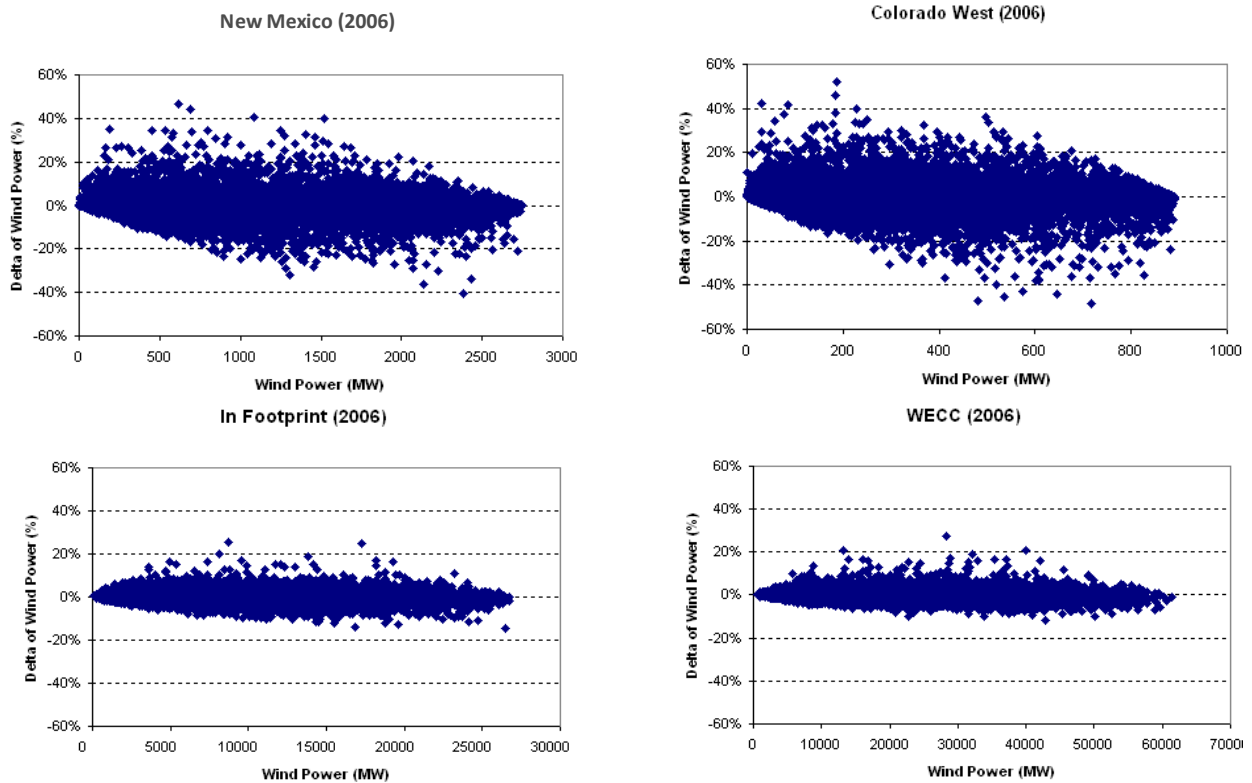 New Mexico (2006)
60%
40%
20%
0%
-20%
-40%
-60%
Delta of Wind Power (%)
0 500 1000 1500 2000 2500 3000
Wind Power (MW)
Colorado West (2006)
60%
40%
20%
0%
-20%
-40%
-60%
Delta of Wind Power (%)
0 200 400 600 800 1000
Wind Power (MW)
In Footprint (2006)
60%
40%
20%
0%
-20%
-40%
-60%
Delta of Wind Power (%)
0 5000 10000 15000 20000 25000 30000
Wind Power (MW)
WECC (2006)
60%
40%
20%
0%
-20%
-40%
-60%
Delta of Wind Power (%)
0 10000 20000 30000 40000 50000 60000 70000
Wind Power (MW)